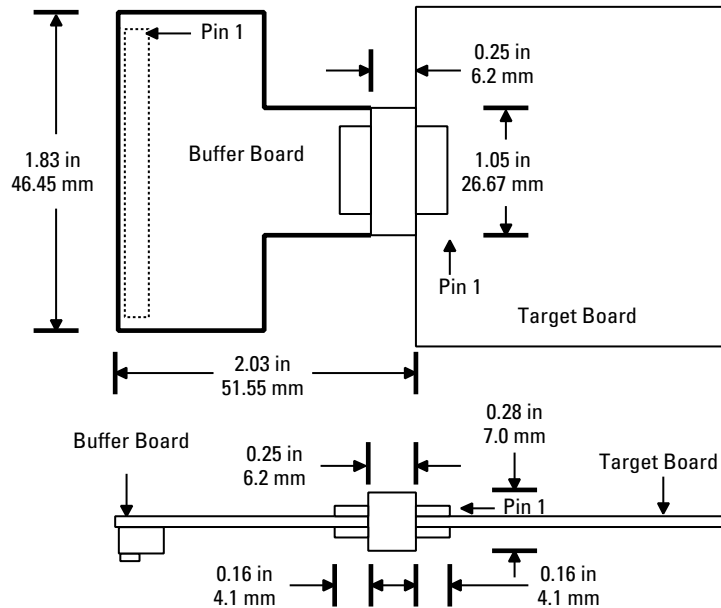 Pin 1
0.25 in
6.2 mm
1.83 in
46.45 mm
Buffer Board
1.05 in
26.67 mm
Pin 1
Target Board
2.03 in
51.55 mm
0.28 in
7.0 mm
Buffer Board
0.25 in
6.2 mm
Target Board
Pin 1
0.16 in
4.1 mm
0.16 in
4.1 mm